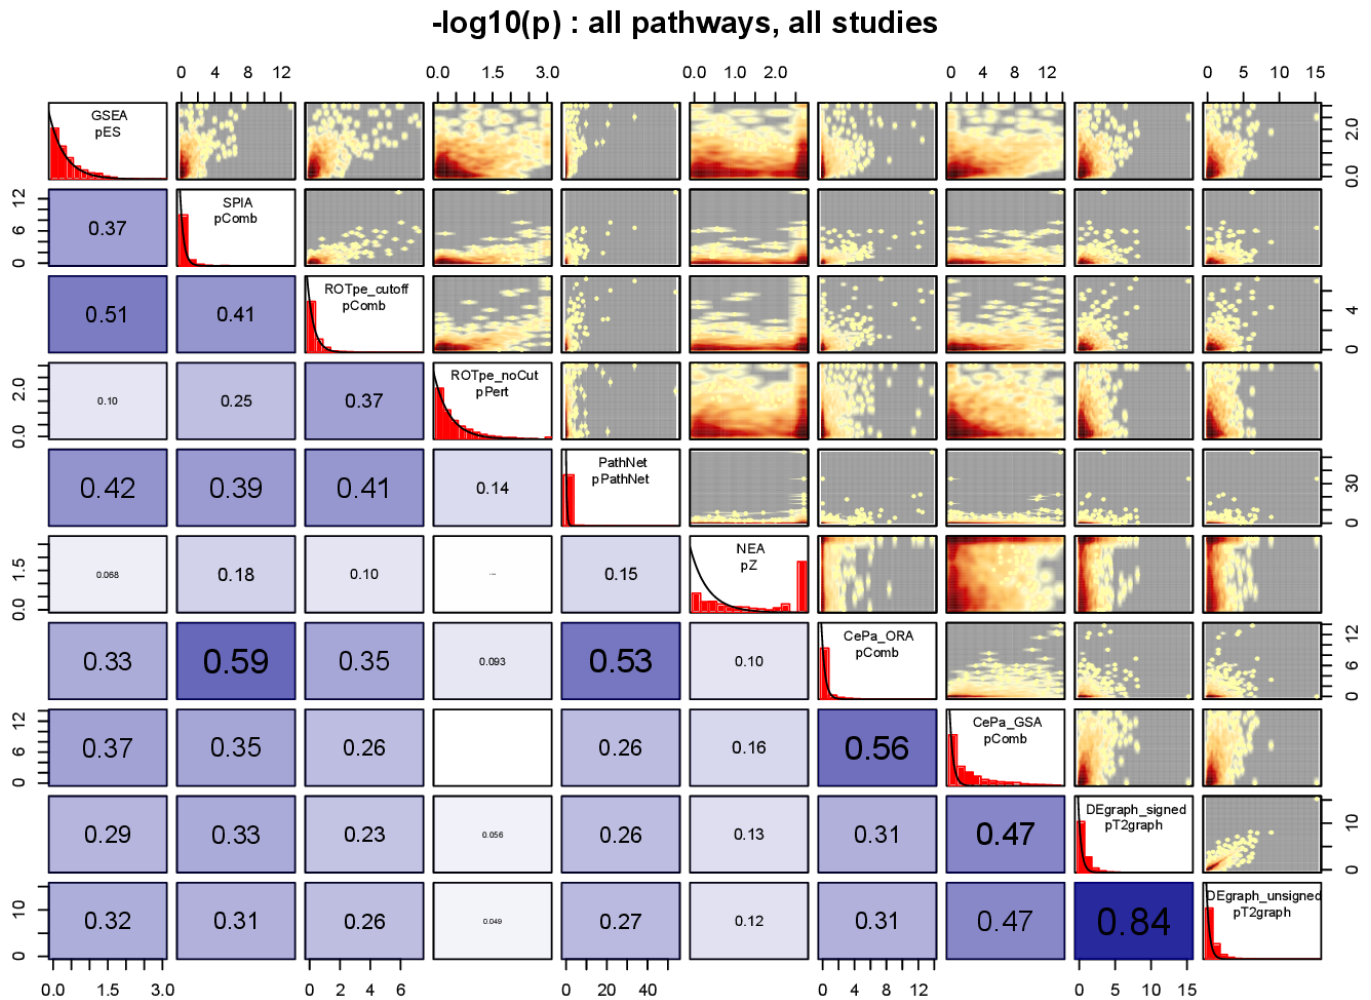 -log10(p) : all pathways, all studies
0 4 8 12
0.0 1.5 3.0
0.0 1.0 2.0
0 4 8 12
0 5 10 15
GSEA
pES
0.0 2.0
0 6 12
0.37
SPIA
pComb
0.51
0.41
ROTpe_cutoff
pComb
0 4
0.0 2.0
0.10
0.25
0.37
ROTpe_noCut
pPert
0.42
0.39
0.41
0.14
PathNet
pPathNet
0 30
0.0 1.5
0.068
0.18
0.10
0.15
NEA
pZ
0.33
0.59
0.35
0.093
0.53
0.10
CePa_ORA
pComb
0 6 12
0 6 12
0.37
0.35
0.26
0.26
0.16
0.56
CePa_GSA
pComb
0.29
0.33
0.23
0.056
0.26
0.13
0.31
0.47
DEgraph_signed
pT2graph
0 10
0 10
0.32
0.31
0.26
0.049
0.27
0.12
0.31
0.47
0.84
DEgraph_unsigned
pT2graph
0.0 1.5 3.0
0 2 4 6
0 20 40
0 4 8 12
0 5 10 15